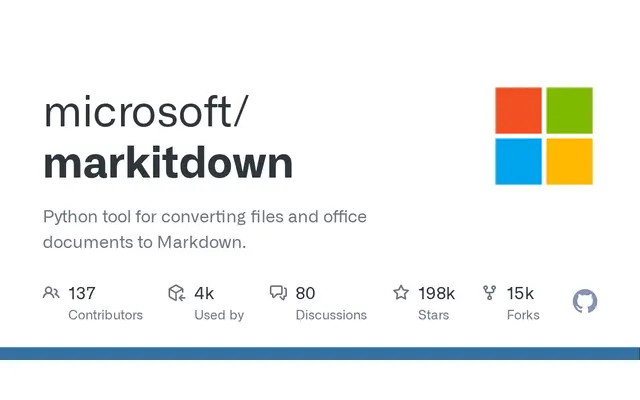 microsoft/
markitdown
Python tool for converting files and office
documents to Markdown.
137 4k 80 198k 15k
Contributors Used by Discussions Stars Forks